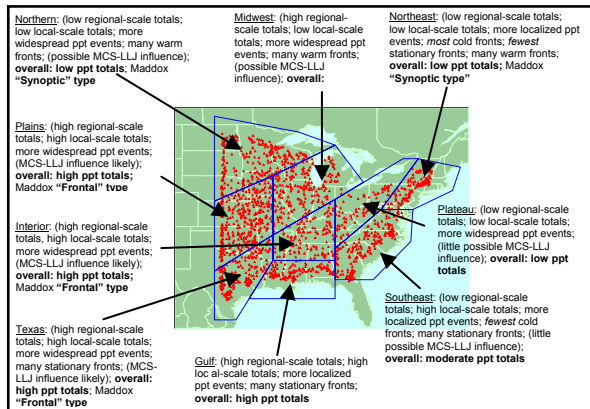 Northern: (low regional-scale totals;
low local-scale totals; more
widespread ppt events; many warm
fronts; (possible MCS-LLJ influence);
overall: low ppt totals; Maddox
“Synoptic” type
Midwest: (high regional-
scale totals; low local-scale
totals; more widespread ppt
events; many warm fronts;
(possible MCS-LLJ
influence);
overall:
Northeast: (low regional-scale totals;
low local-scale totals; more localized ppt
events; most cold fronts; fewest
stationary fronts; many warm fronts;
overall: low ppt totals; Maddox
“Synoptic type”
Plains: (high regional-scale
totals; high local-scale totals;
more widespread ppt events;
(MCS-LLJ influence likely);
overall: high ppt totals;
Maddox “Frontal” type
Interior: (high regional-scale
totals, high local-scale totals;
more widespread ppt events;
(MCS-LLJ influence likely);
overall: high ppt totals;
Maddox “Frontal” type
Plateau: (low regional-scale
totals; low local-scale totals;
more widespread ppt events;
(little possible MCS-LLJ
influence); overall: low ppt
totals
Texas: (high regional-scale
totals; high local-scale totals;
more widespread ppt events;
many stationary fronts; (MCS-
LLJ influence likely); overall:
high ppt totals; Maddox
“Frontal” type
Gulf: (high regional-scale totals; high
loc al-scale totals; more localized
ppt events; many stationary fronts;
overall: high ppt totals
Southeast: (low regional-scale
totals; high local-scale totals; more
localized ppt events; fewest cold
fronts; many stationary fronts; (little
possible MCS-LLJ influence);
overall: moderate ppt totals